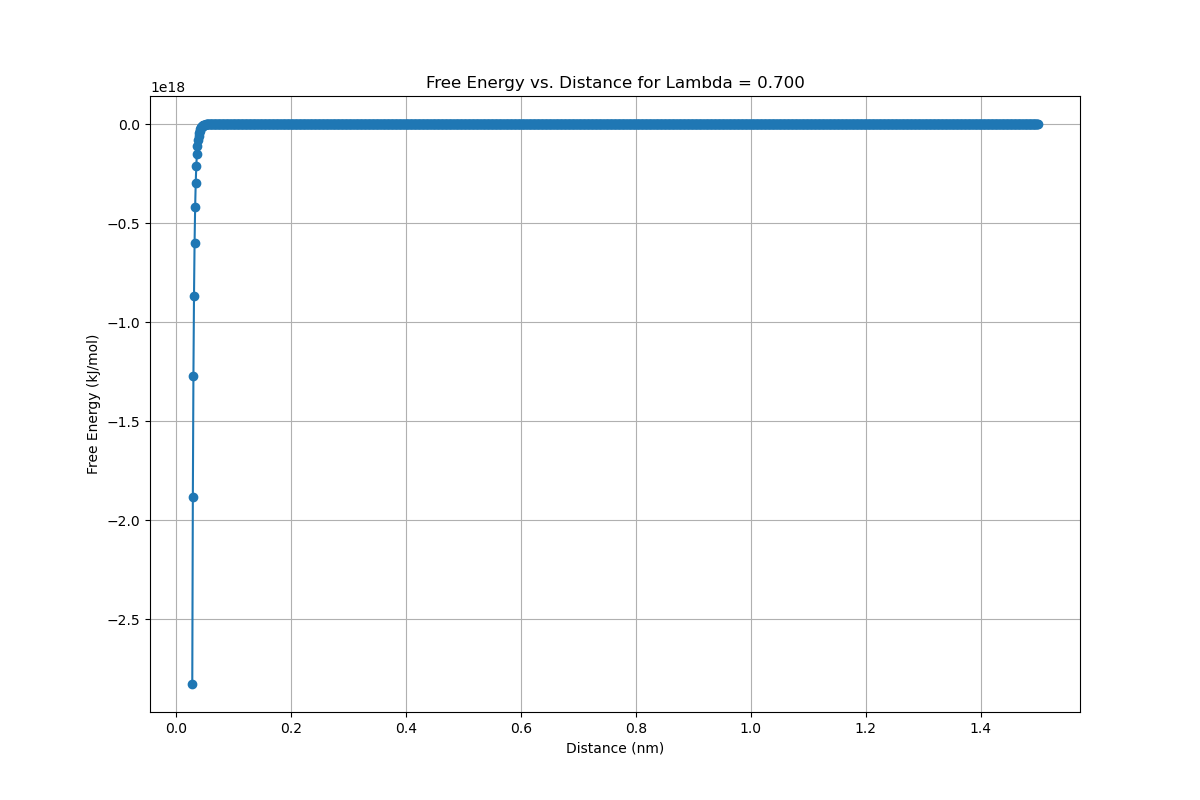 Free Energy vs. Distance for Lambda = 0.700
1e18
0.0
−0.5
−1.0
−1.5
−2.0
−2.5
Free Energy (kJ/mol)
0.0 0.2 0.4 0.6 0.8 1.0 1.2 1.4
Distance (nm)